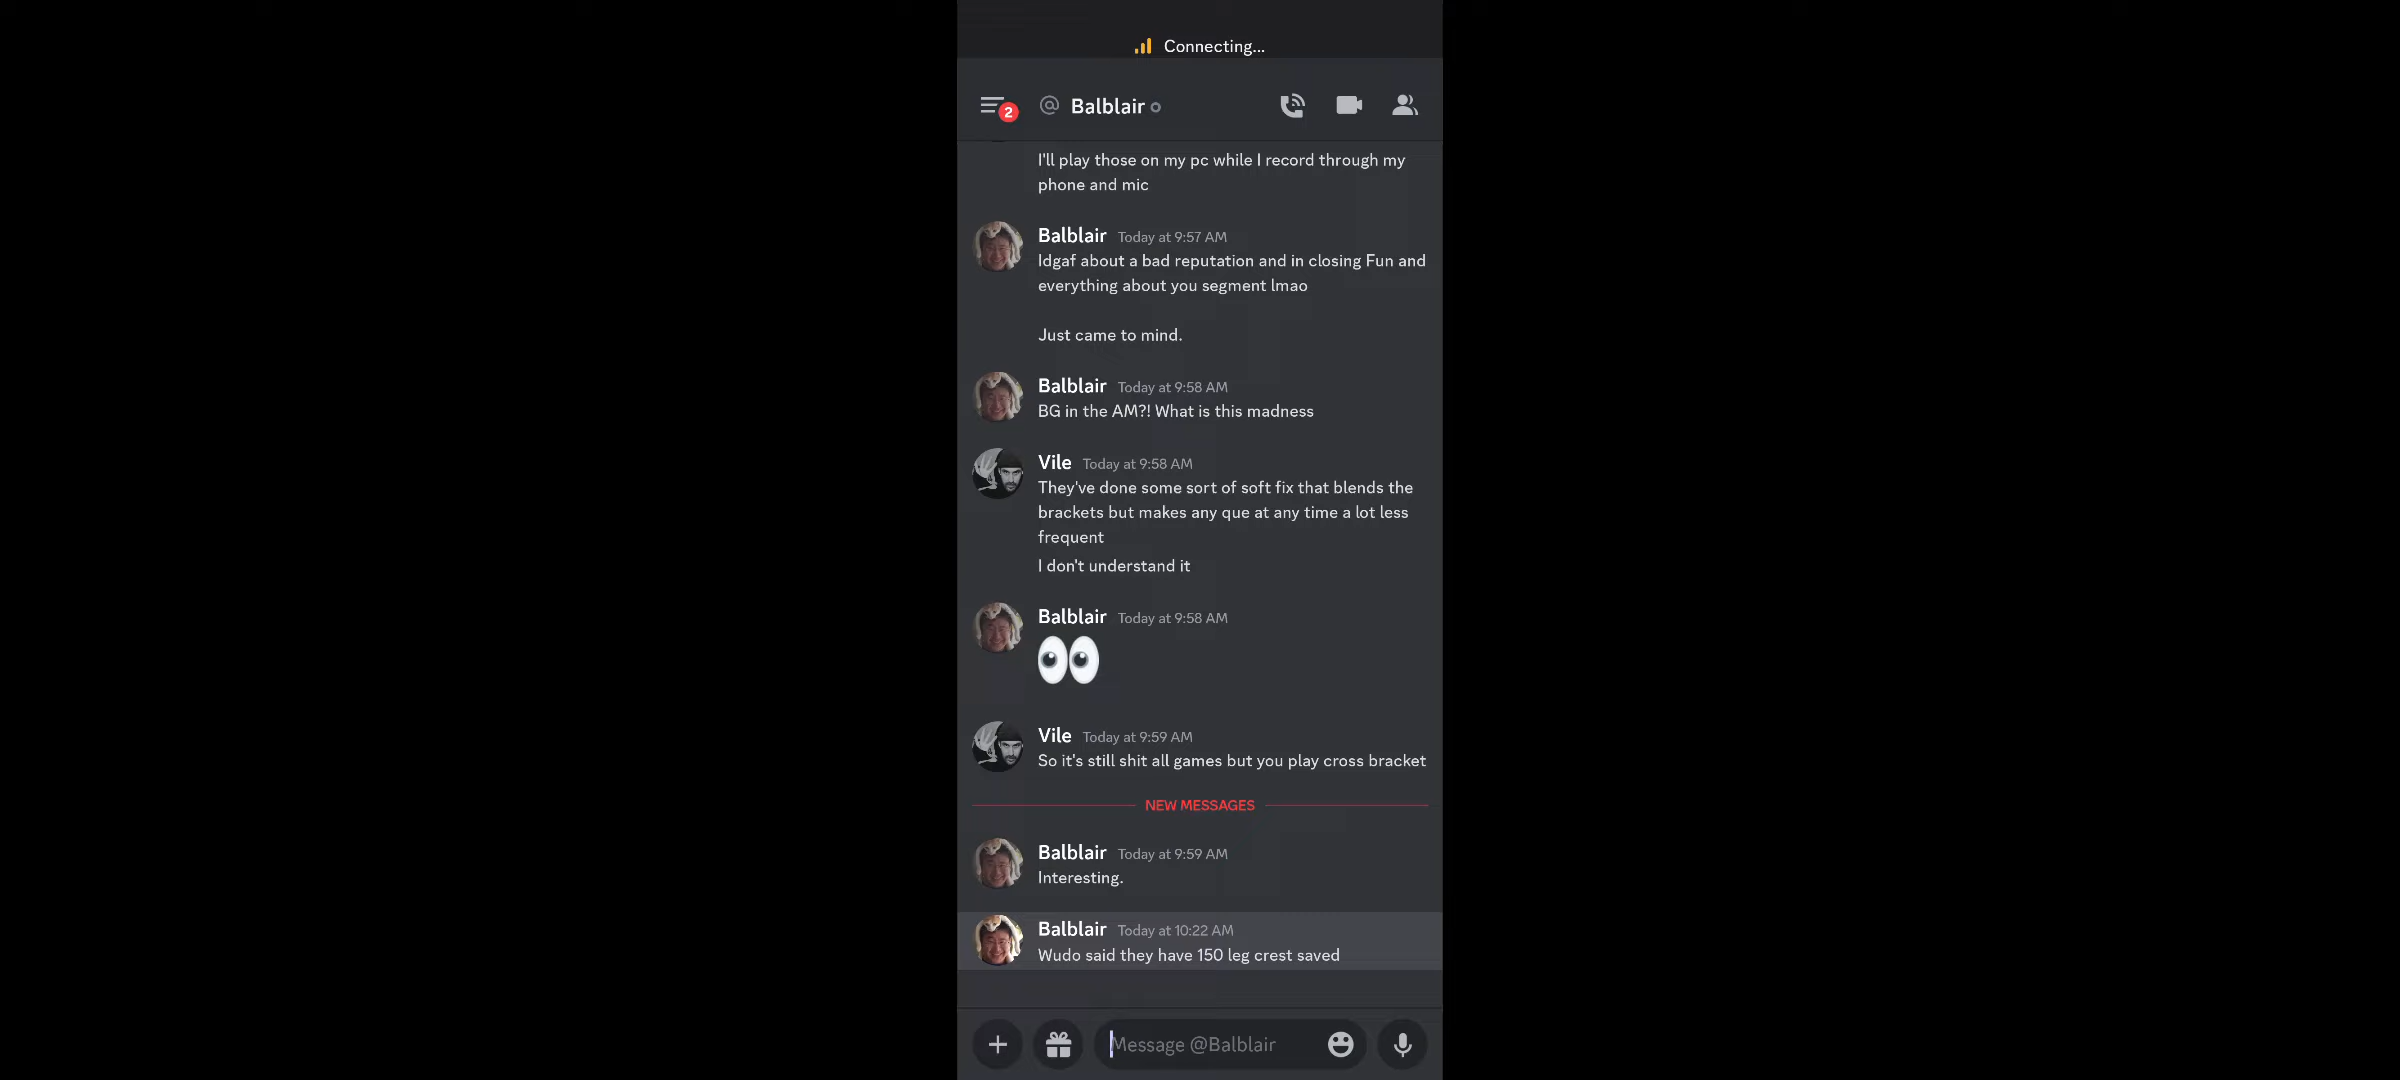 Connecting...
2
@ Balblair
I'll play those on my pc while I record through my
phone and mic
Balblair Today at 9:57 AM
Idgaf about a bad reputation and in closing Fun and
everything about you segment lmao
Just came to mind.
Balblair Today at 9:58 AM
BG in the AM?! What is this madness
Vile Today at 9:58 AM
They've done some sort of soft fix that blends the
brackets but makes any que at any time a lot less
frequent
I don't understand it
Balblair Today at 9:58 AM
Vile Today at 9:59 AM
So it's still shit all games but you play cross bracket
NEW MESSAGES
Balblair Today at 9:59 AM
Interesting.
Balblair Today at 10:22 AM
Wudo said they have 150 leg crest saved
Message @Balblair